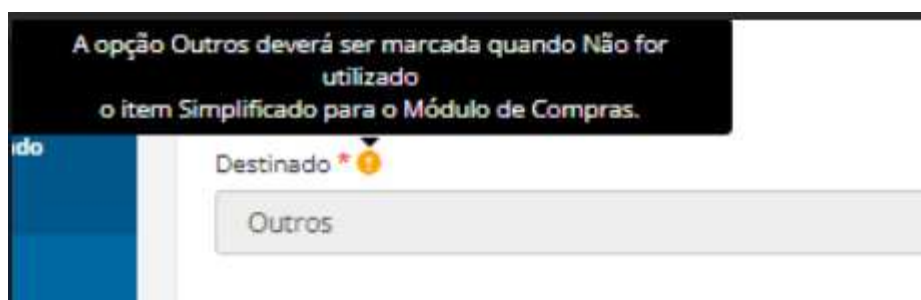 A opção Outros deverá ser marcada quando Não for
utilizado
o item Simplificado para o Módulo de Compras.
do
Destinado *
Outros